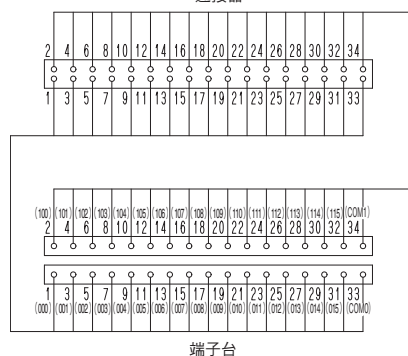 连接器
2 4 6 8 10 12 14 16 18 20 22 24 26 28 30 32 34
1 3 5 7 9 11 13 15 17 19 21 23 25 27 29 31 33
(100) (101) (102) (103) (104) (105) (106) (107) (108) (109) (110) (111) (112) (113) (114) (115) (COM1)
2 4 6 8 10 12 14 16 18 20 22 24 26 28 30 32 34
1 3 5 7 9 11 13 15 17 19 21 23 25 27 29 31 33
(000) (001) (002) (003) (004) (005) (006) (007) (008) (009) (010) (011) (012) (013) (014) (015) (COM0)
端子台